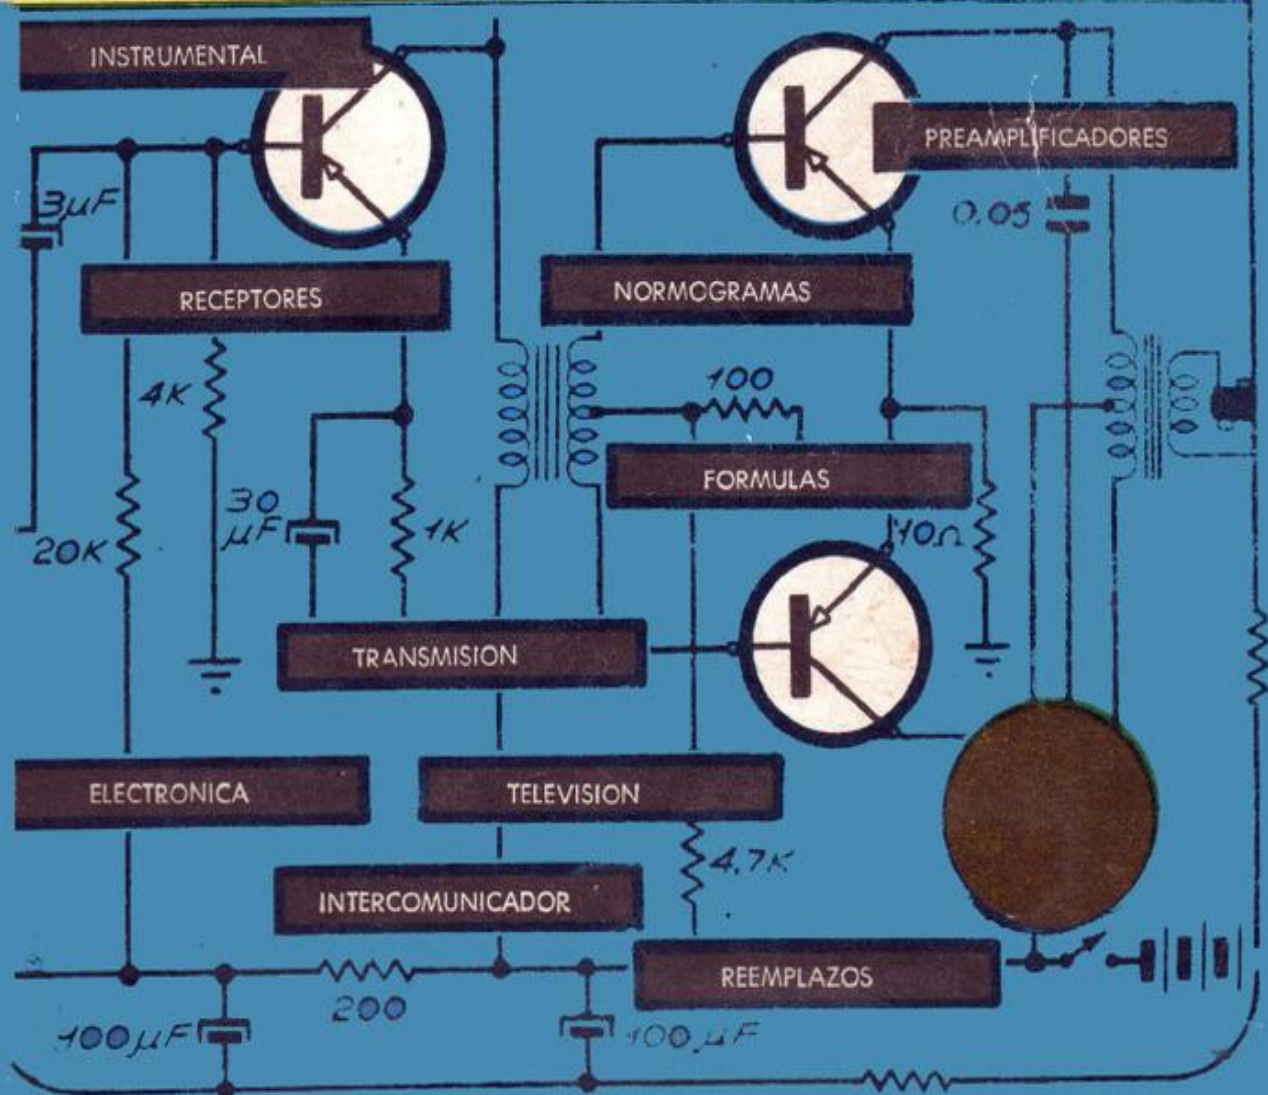 INSTRUMENTAL
PREAMPLIFICADORES
3µF
0.05
RECEPTORES
NORMOGRAMAS
4K
100
FORMULAS
30
µF
1K
20K
10Ω
TRANSMISION
ELECTRONICA
TELEVISION
4.7K
INTERCOMUNICADOR
REEMPLAZOS
200
100µF
100µF